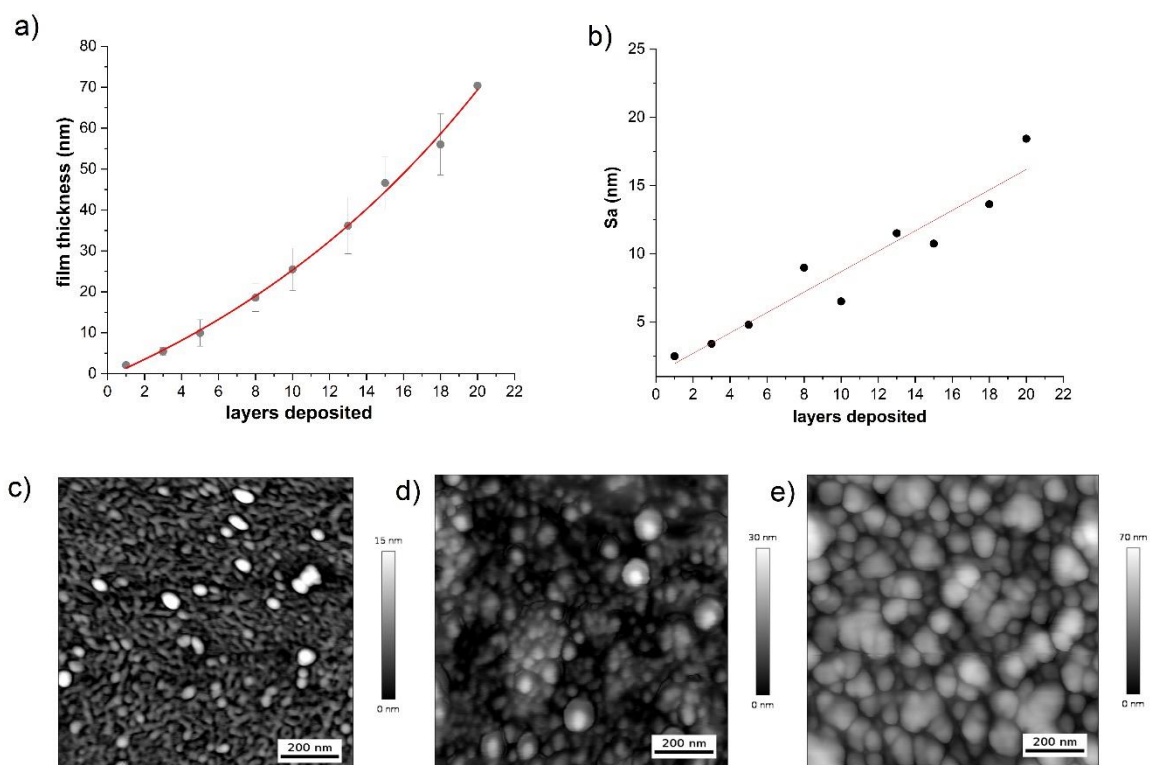 a)
80
70
60
50
40
30
20
10
0
film thickness (nm)
0 2 4 6 8 10 12 14 16 18 20 22
layers deposited
b)
25
20
15
10
5
Sa (nm)
0 2 4 6 8 10 12 14 16 18 20 22
layers deposited
c)
200 nm
15 nm
0 nm
d)
200 nm
30 nm
0 nm
e)
200 nm
70 nm
0 nm